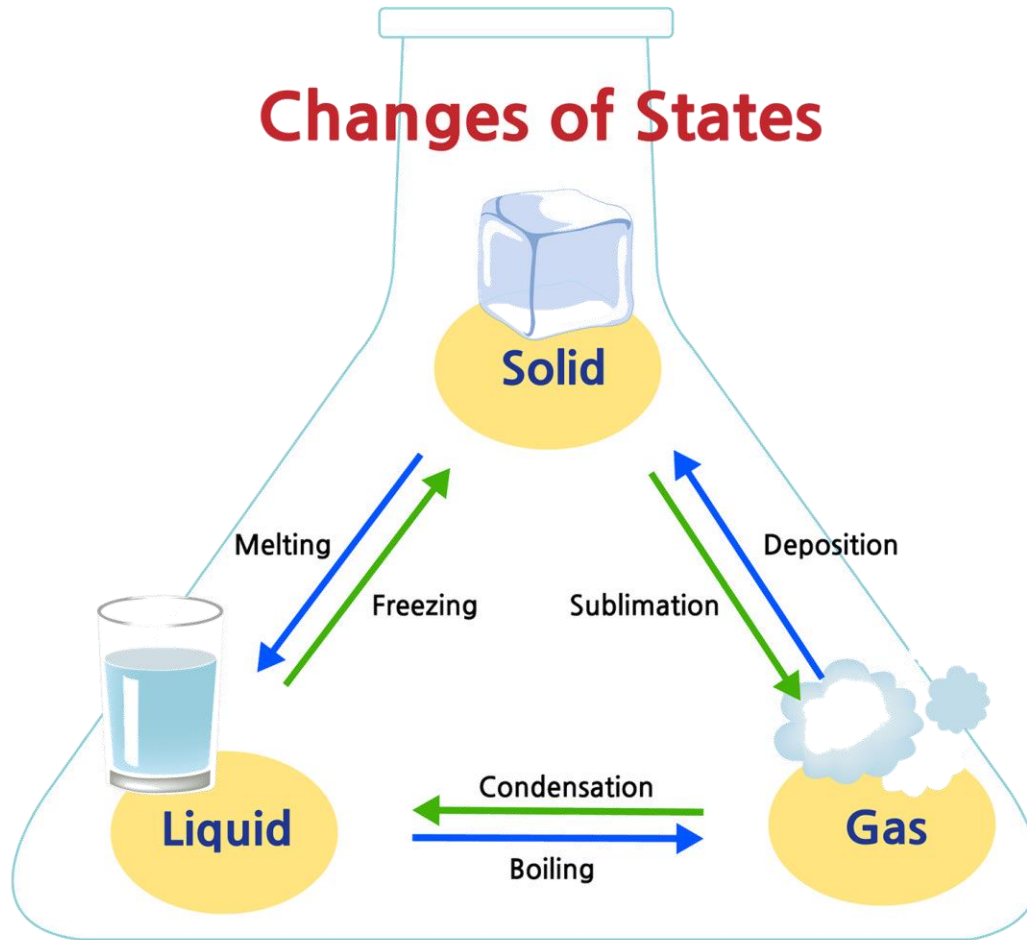 Changes of States
Solid
Melting
Deposition
Freezing
Sublimation
Condensation
Liquid
Gas
Boiling